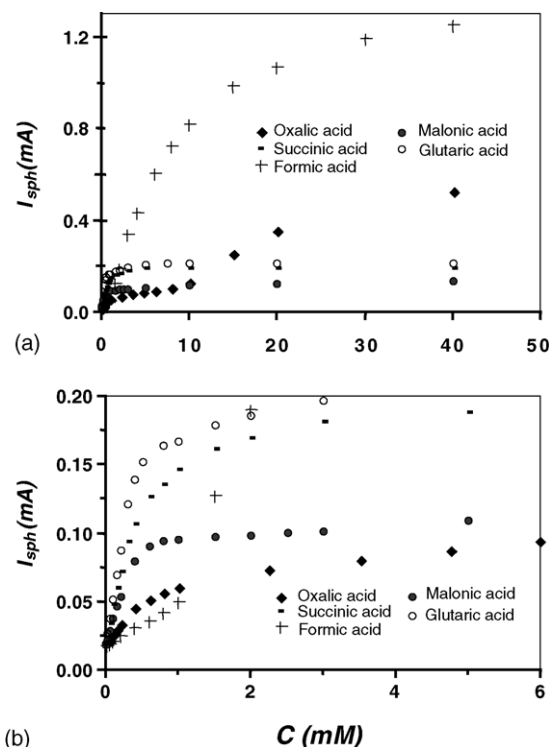 1.2
0.8
0.4
0.0
I_sph (mA)
Oxalic acid
Malonic acid
Succinic acid
Glutaric acid
Formic acid
0 10 20 30 40 50
(a)
0.20
0.15
0.10
0.05
0.00
I_sph (mA)
Oxalic acid
Malonic acid
Succinic acid
Glutaric acid
Formic acid
0 2 4 6
(b)
C (mM)